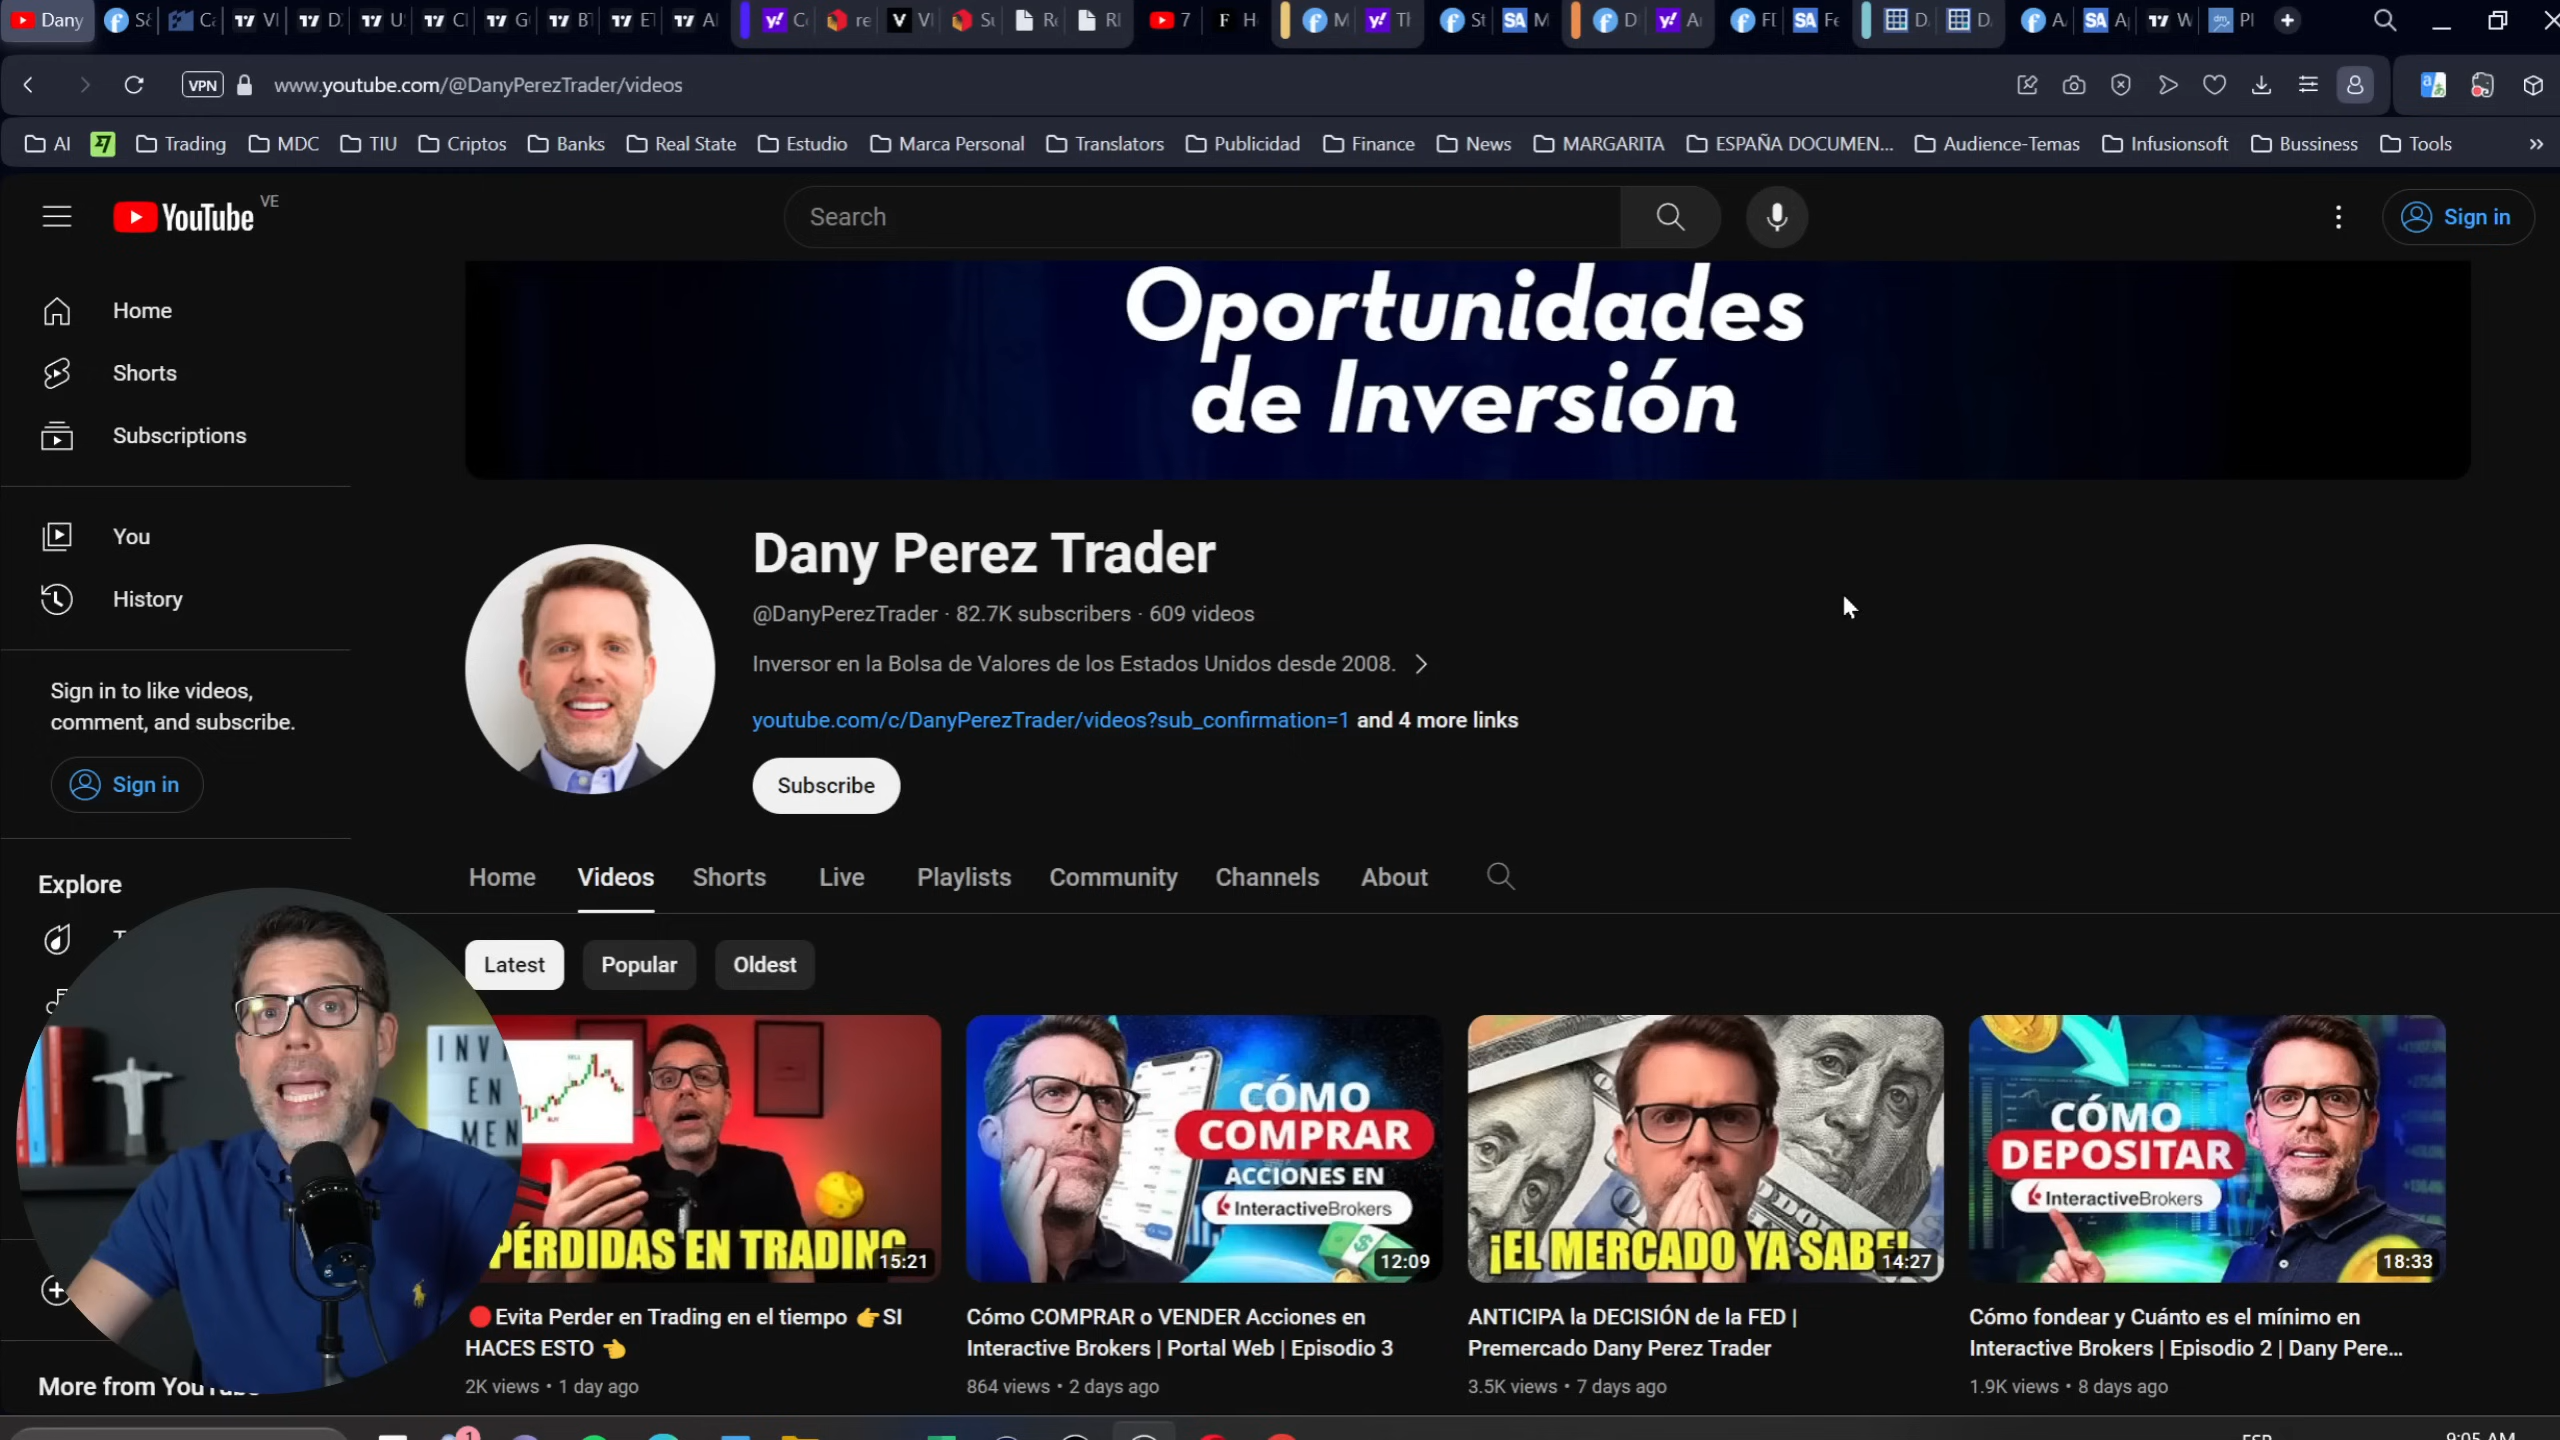 Dany
www.youtube.com/@DanyPerezTrader/videos
VPN
AI
Trading
MDC
TIU
Criptos
Banks
Real State
Estudio
Marca Personal
Translators
Publicidad
Finance
News
MARGARITA
ESPAÑA DOCUMEN...
Audience-Temas
Infusionsoft
Bussiness
Tools
YouTube VE
Search
Sign in
Home
Shorts
Subscriptions
You
History
Sign in to like videos,
comment, and subscribe.
Sign in
Explore
More from YouTube
Oportunidades
de Inversión
Dany Perez Trader
@DanyPerezTrader · 82.7K subscribers · 609 videos
Inversor en la Bolsa de Valores de los Estados Unidos desde 2008.
youtube.com/c/DanyPerezTrader/videos?sub_confirmation=1 and 4 more links
Subscribe
Home Videos Shorts Live Playlists Community Channels About
Latest Popular Oldest
INV
EN
MEN
PÉRDIDAS EN TRADING
15:21
🔴Evita Perder en Trading en el tiempo 👉SI
HACES ESTO 👈
2K views • 1 day ago
CÓMO
COMPRAR
ACCIONES EN
InteractiveBrokers
12:09
Cómo COMPRAR o VENDER Acciones en
Interactive Brokers | Portal Web | Episodio 3
864 views • 2 days ago
¡EL MERCADO YA SABE!
14:27
ANTICIPA la DECISIÓN de la FED |
Premercado Dany Perez Trader
3.5K views • 7 days ago
CÓMO
DEPOSITAR
InteractiveBrokers
18:33
Cómo fondear y Cuánto es el mínimo en
Interactive Brokers | Episodio 2 | Dany Pere...
1.9K views • 8 days ago